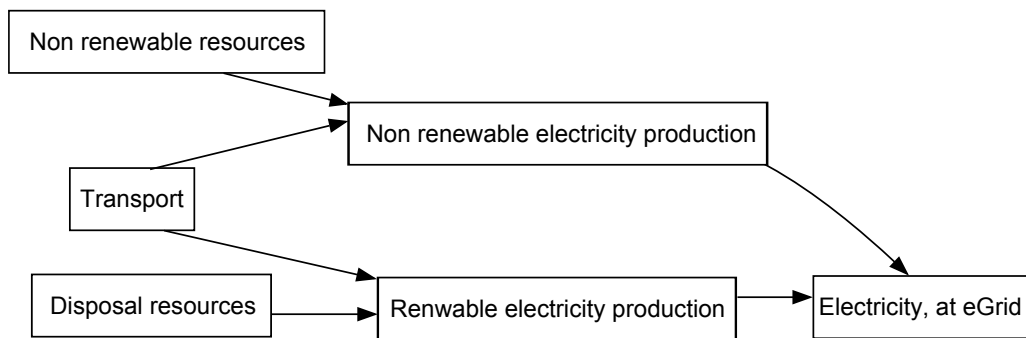 Non renewable resources
Non renewable electricity production
Transport
Disposal resources
Renwable electricity production
Electricity, at eGrid